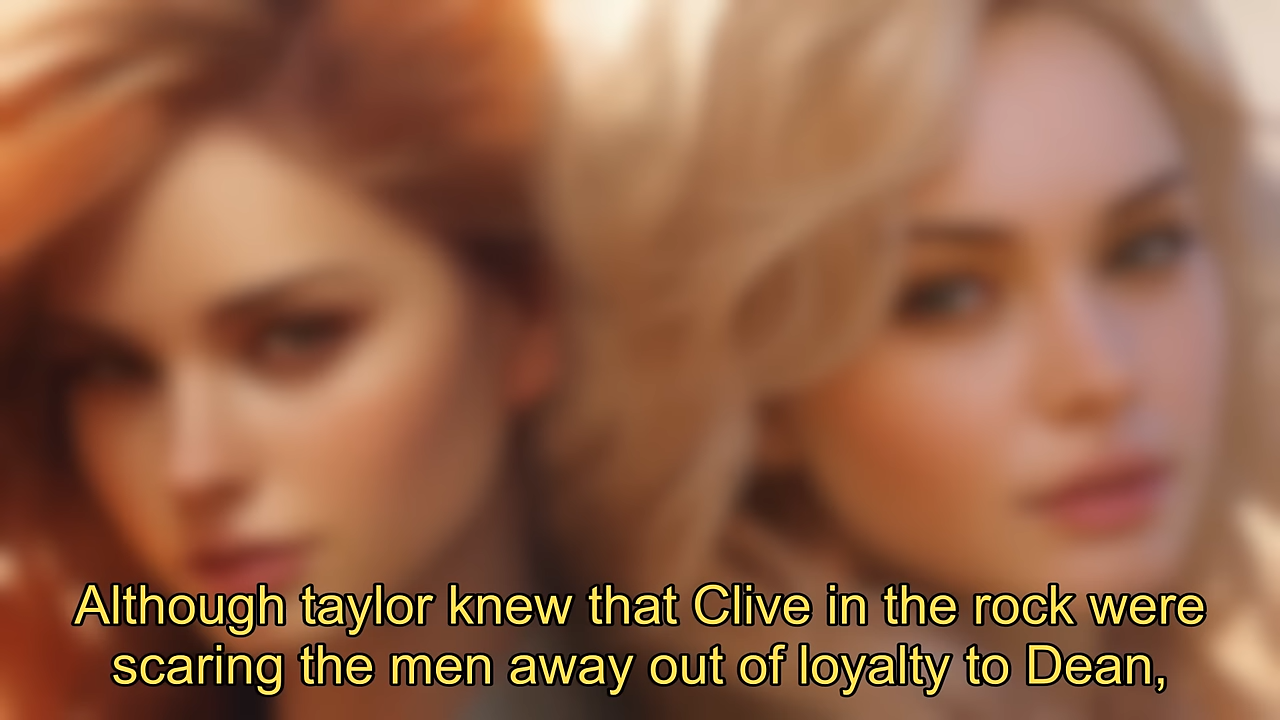 Although taylor knew that Clive in the rock were
scaring the men away out of loyalty to Dean,